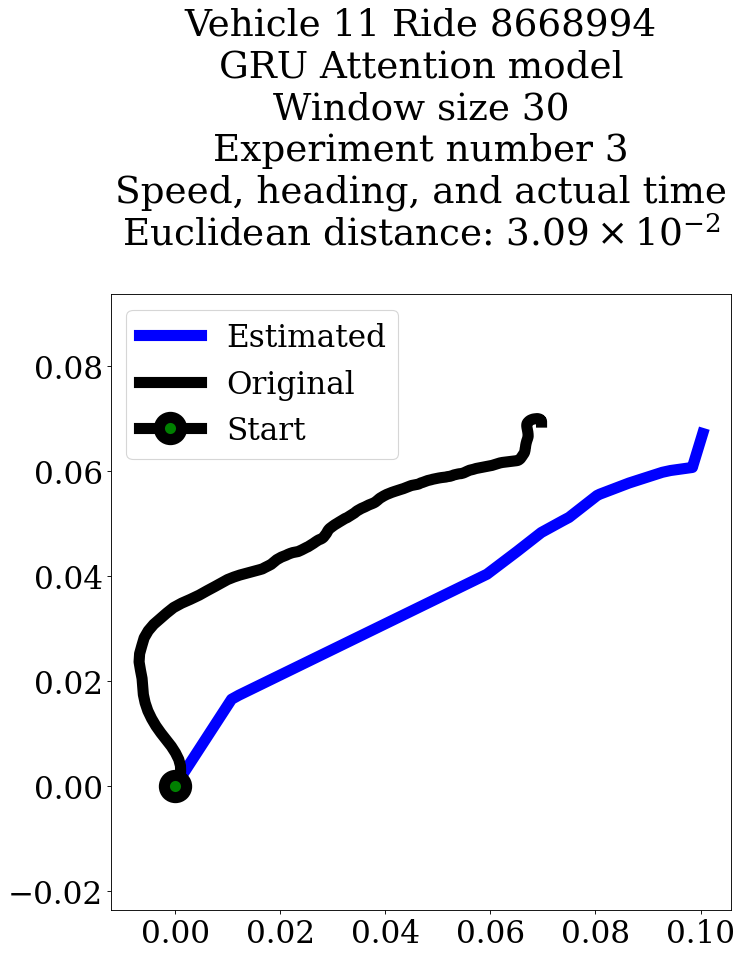 Vehicle 11 Ride 8668994
GRU Attention model
Window size 30
Experiment number 3
Speed, heading, and actual time
Euclidean distance: 3.09 × 10⁻²
Estimated
Original
Start
0.08
0.06
0.04
0.02
0.00
−0.02
0.00 0.02 0.04 0.06 0.08 0.10